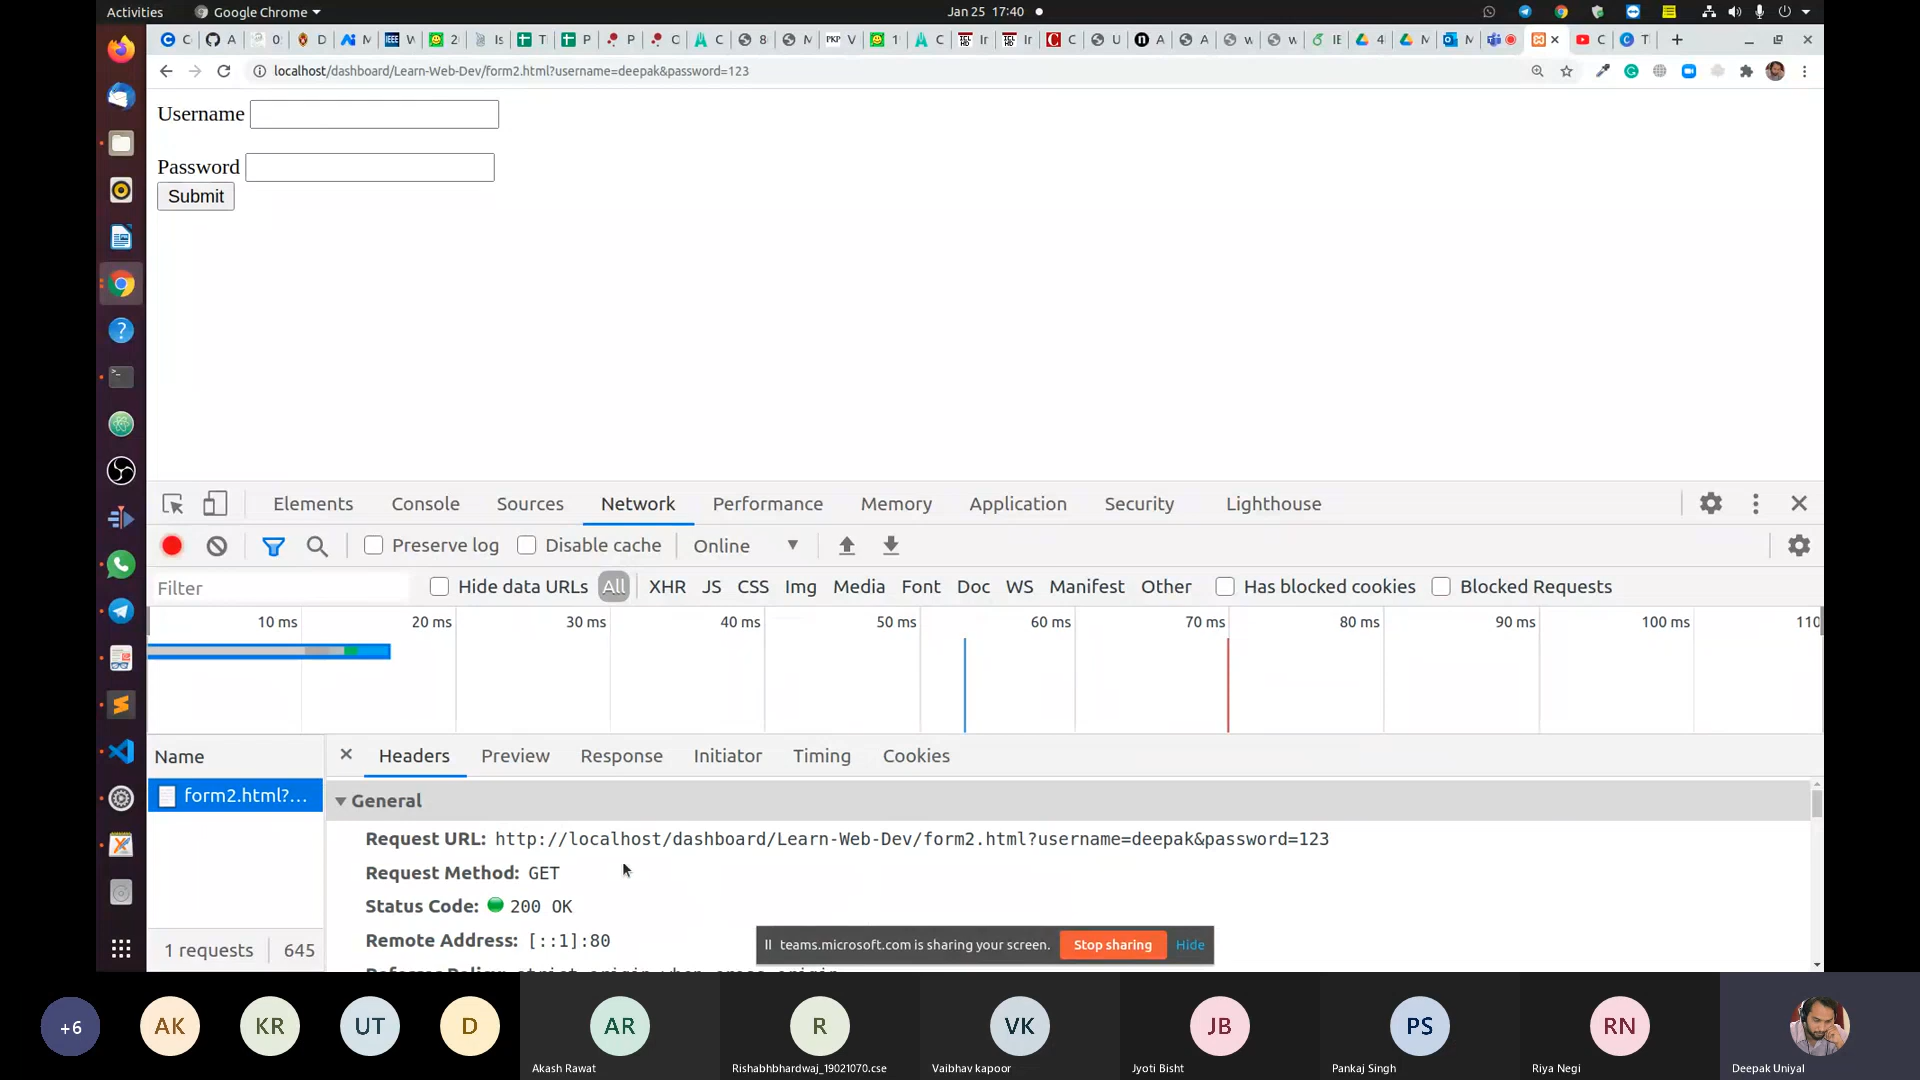 Activities
Google Chrome
Jan 25 17:40
localhost/dashboard/Learn-Web-Dev/form2.html?username=deepak&password=123
Username
Password
Submit
Elements Console Sources Network Performance Memory Application Security Lighthouse
Preserve log Disable cache Online
Filter Hide data URLs All XHR JS CSS Img Media Font Doc WS Manifest Other Has blocked cookies Blocked Requests
10 ms 20 ms 30 ms 40 ms 50 ms 60 ms 70 ms 80 ms 90 ms 100 ms 110
Name Headers Preview Response Initiator Timing Cookies
form2.html?...
General
Request URL: http://localhost/dashboard/Learn-Web-Dev/form2.html?username=deepak&password=123
Request Method: GET
Status Code: 200 OK
Remote Address: [::1]:80
teams.microsoft.com is sharing your screen. Stop sharing Hide
1 requests 645
+6 AK KR UT D AR R VK JB PS RN
Akash Rawat Rishabhbhardwaj_19021070.cse Vaibhav kapoor Jyoti Bisht Pankaj Singh Riya Negi Deepak Uniyal